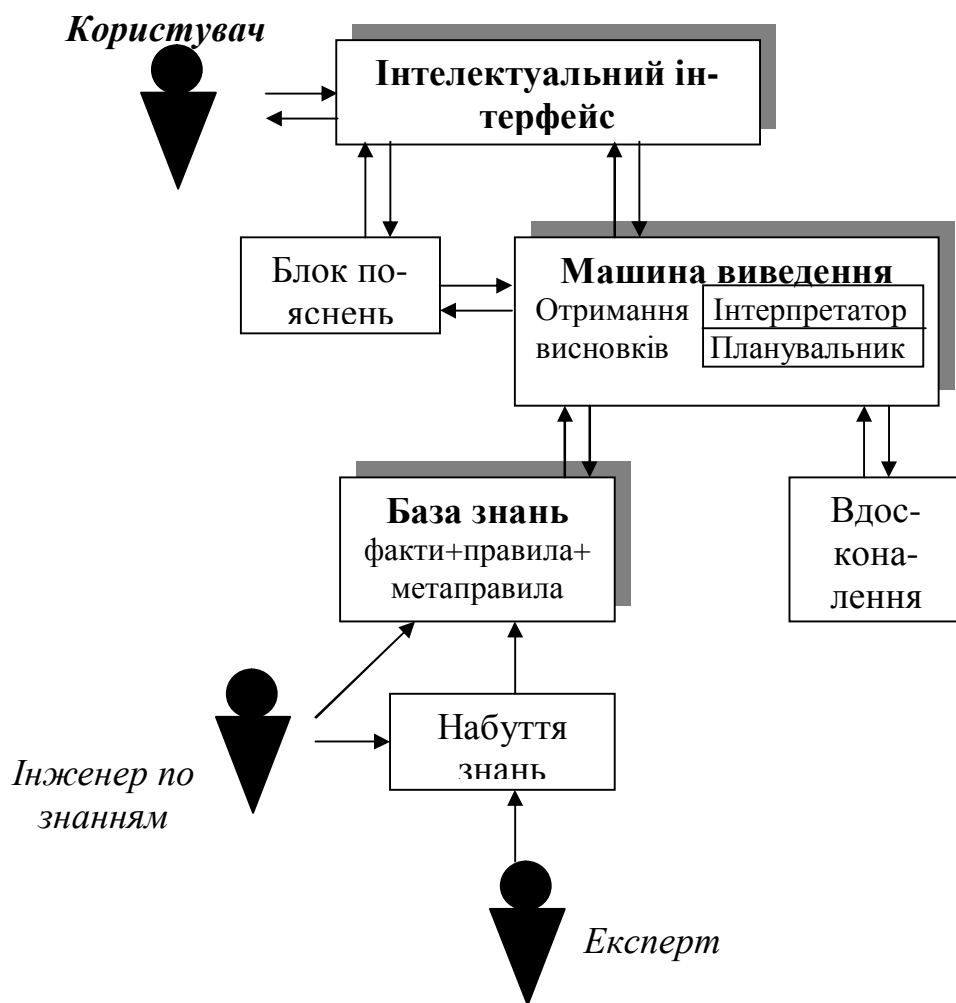 Користувач
Інтелектуальний ін-
терфейс
Блок по-
яснень
Машина виведення
Отримання
висновків
Інтерпретатор
Планувальник
База знань
факти+правила+
метаправила
Вдос-
кона-
лення
Набуття
знань
Інженер по
знанням
Експерт